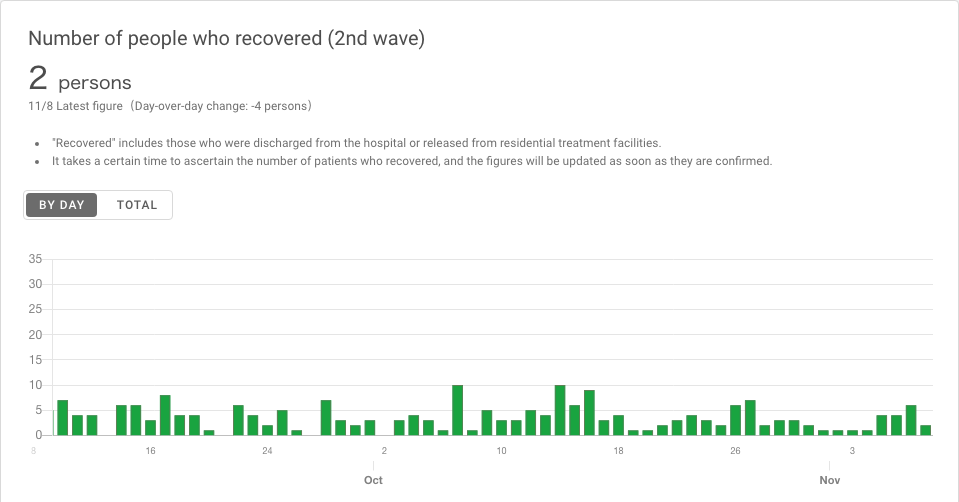 Number of people who recovered (2nd wave)
2 persons
11/8 Latest figure (Day-over-day change: -4 persons)
• "Recovered" includes those who were discharged from the hospital or released from residential treatment facilities.
• It takes a certain time to ascertain the number of patients who recovered, and the figures will be updated as soon as they are confirmed.
BY DAY TOTAL
35
30
25
20
15
10
5
0
8 16 24 2 10 18 26 3
Oct Nov